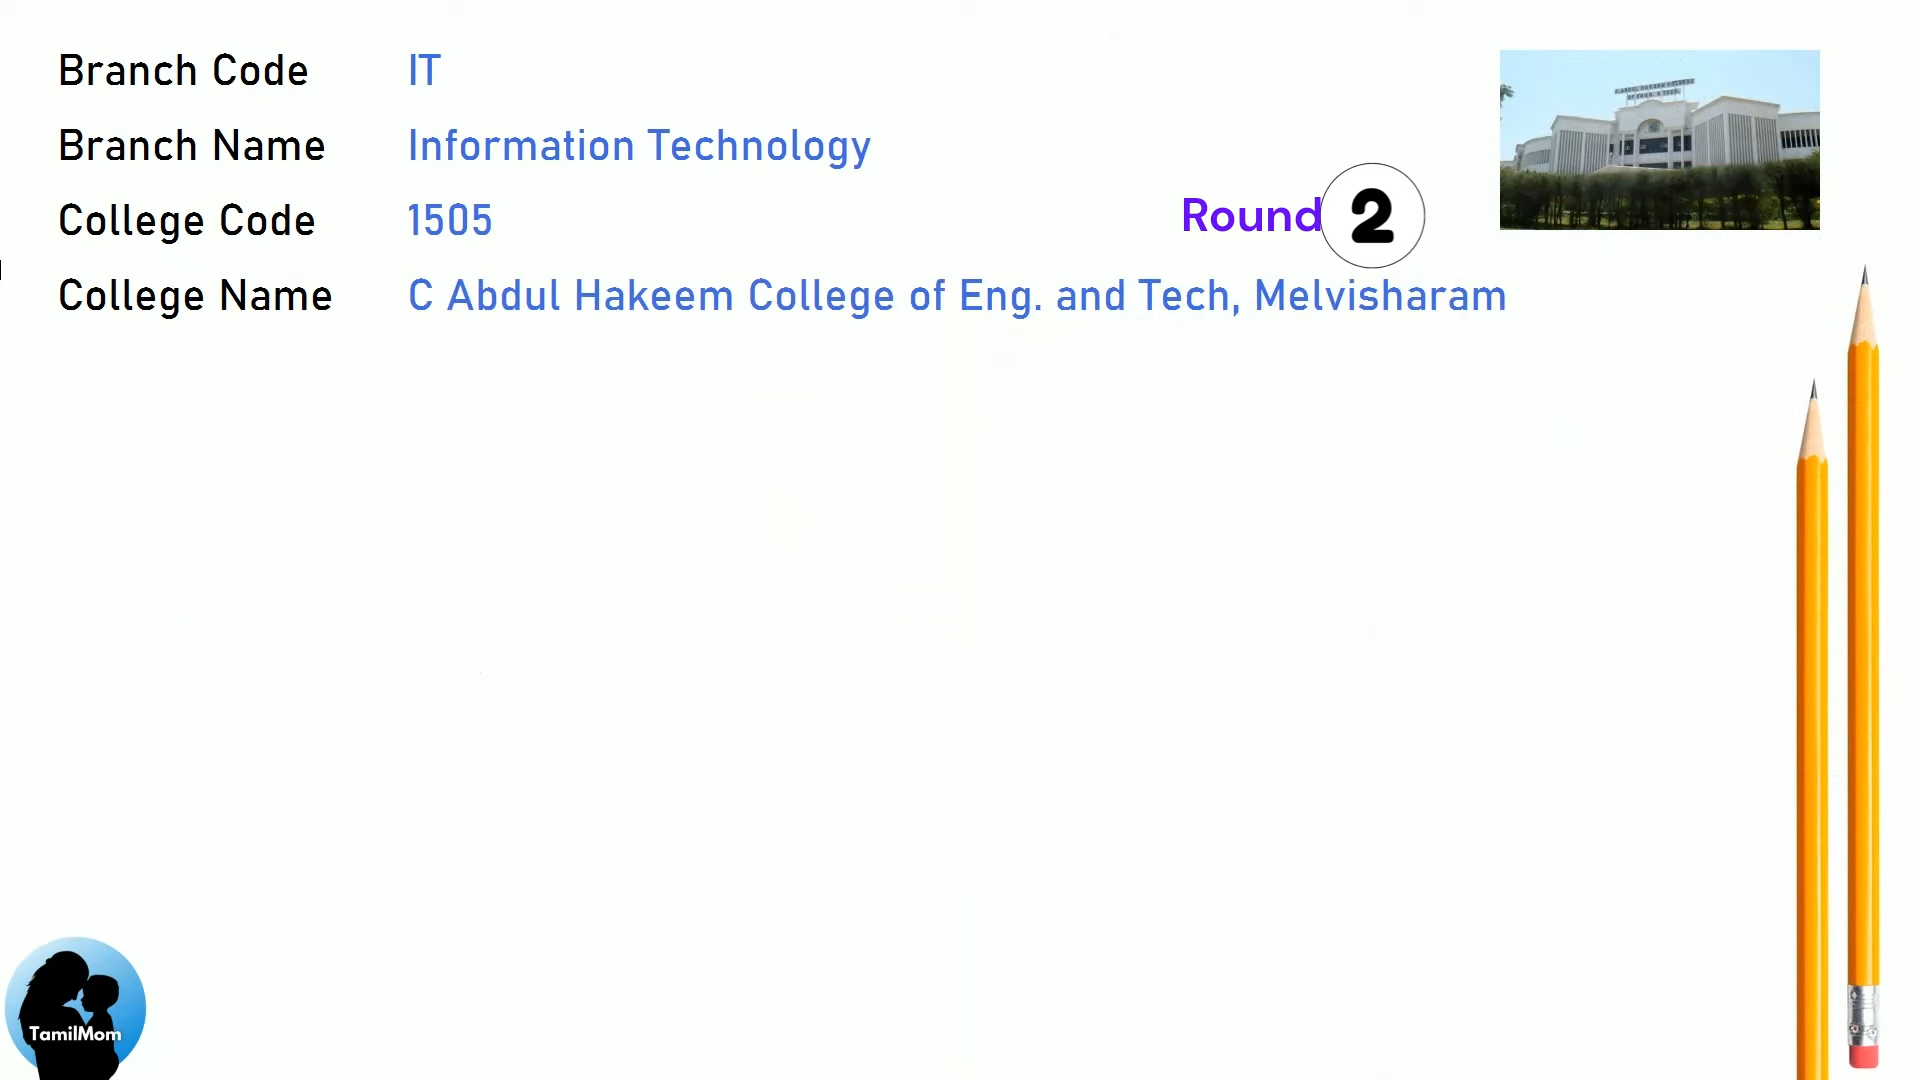 Branch Code IT
Branch Name Information Technology
College Code 1505
Round 2
College Name C Abdul Hakeem College of Eng. and Tech, Melvisharam
TamilMom